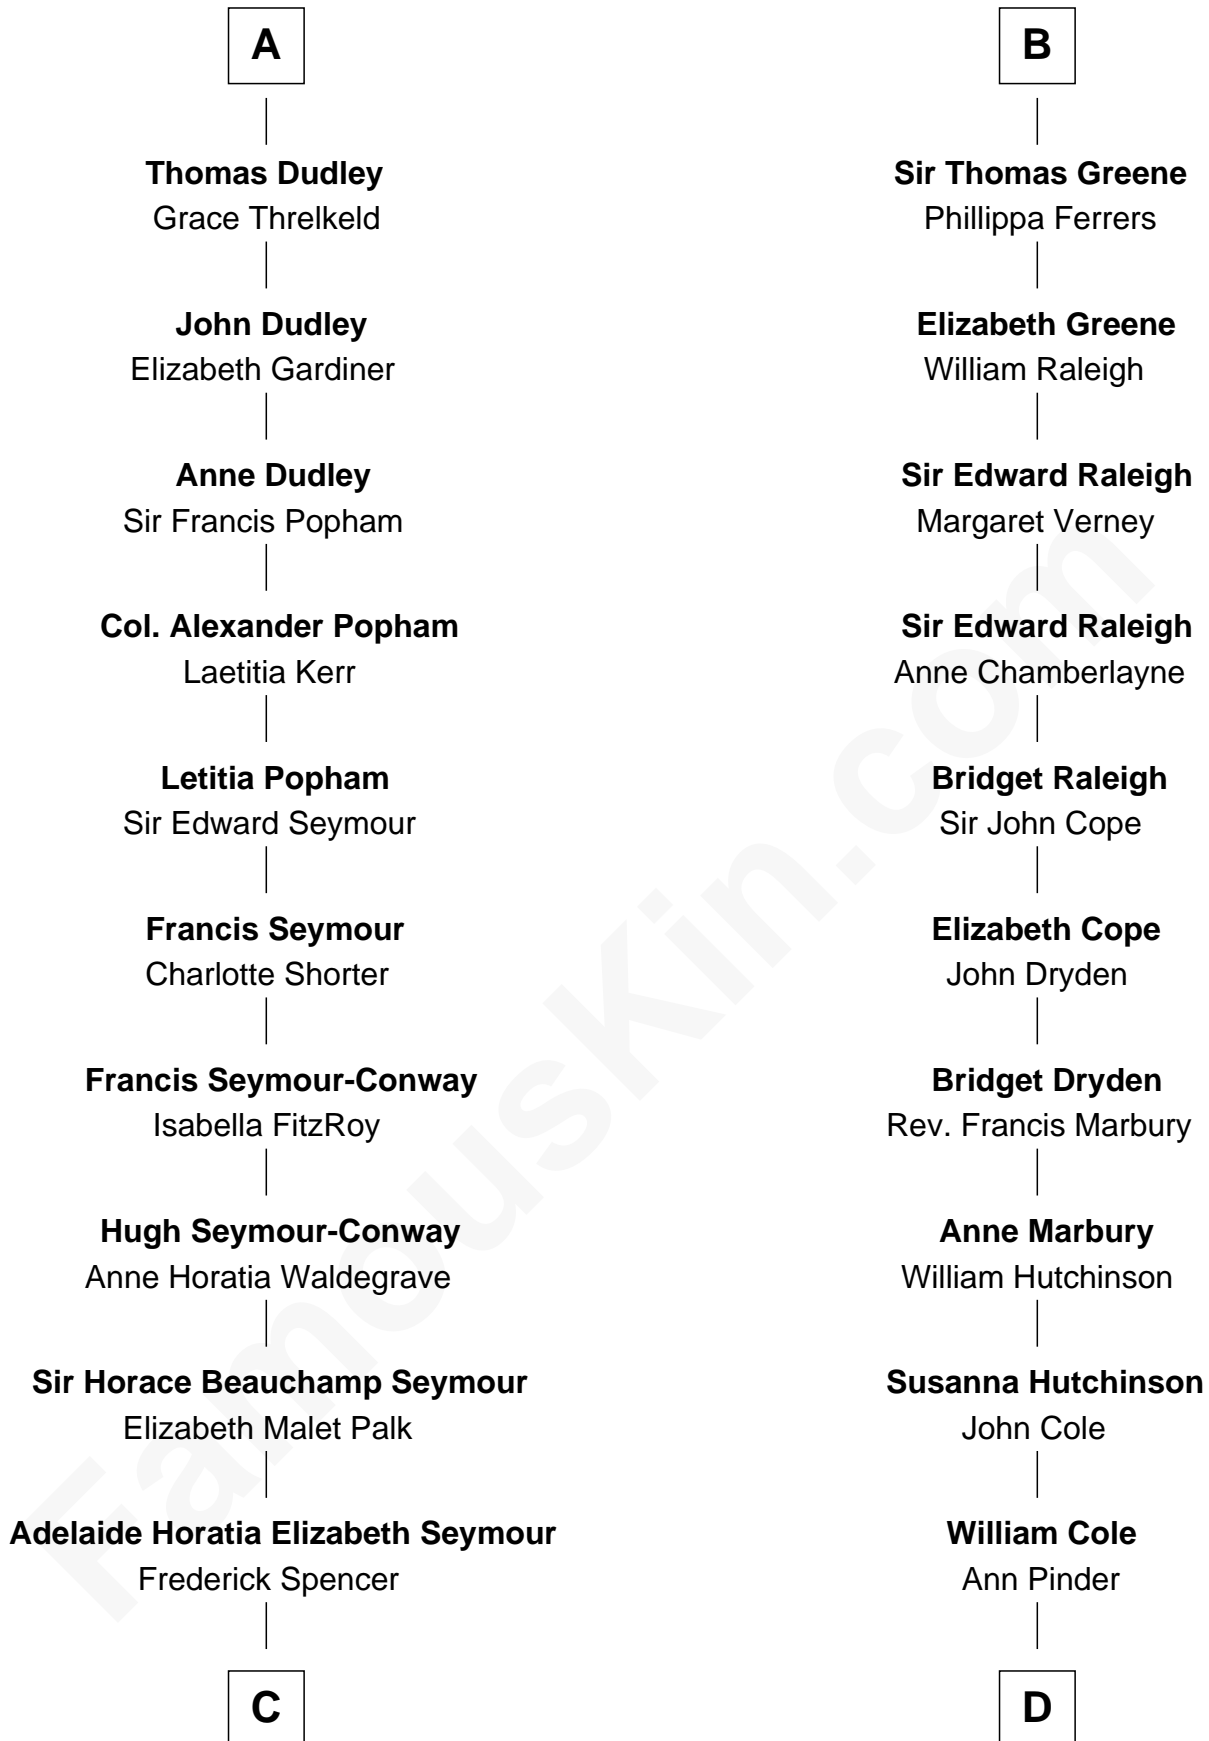 A
Thomas Dudley
Grace Threlkeld
John Dudley
Elizabeth Gardiner
Anne Dudley
Sir Francis Popham
Col. Alexander Popham
Laetitia Kerr
Letitia Popham
Sir Edward Seymour
Francis Seymour
Charlotte Shorter
Francis Seymour-Conway
Isabella FitzRoy
Hugh Seymour-Conway
Anne Horatia Waldegrave
Sir Horace Beauchamp Seymour
Elizabeth Malet Palk
Adelaide Horatia Elizabeth Seymour
Frederick Spencer
C
B
Sir Thomas Greene
Phillippa Ferrers
Elizabeth Greene
William Raleigh
Sir Edward Raleigh
Margaret Verney
Sir Edward Raleigh
Anne Chamberlayne
Bridget Raleigh
Sir John Cope
Elizabeth Cope
John Dryden
Bridget Dryden
Rev. Francis Marbury
Anne Marbury
William Hutchinson
Susanna Hutchinson
John Cole
William Cole
Ann Pinder
D
FamousKin.com